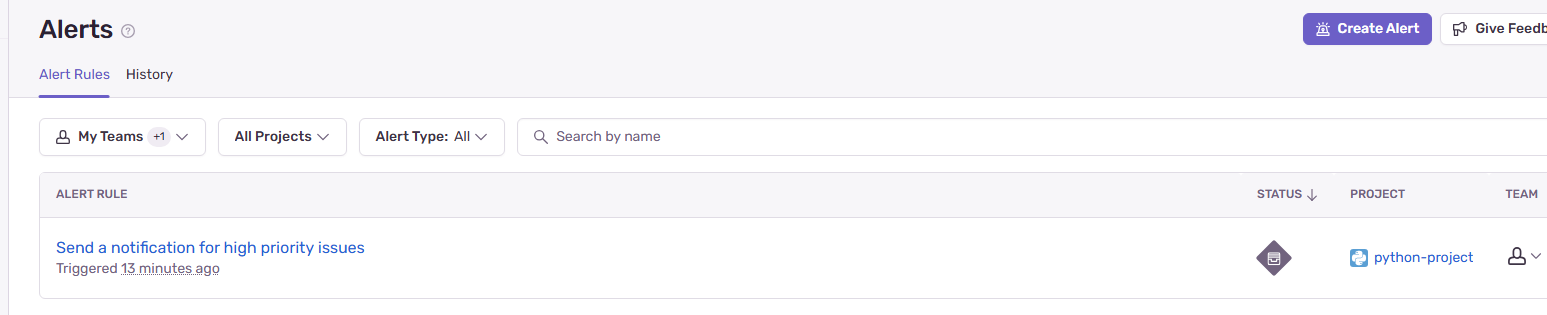 Alerts ?
Create Alert
Give Feedb
Alert Rules History
My Teams +1
All Projects
Alert Type: All
Search by name
ALERT RULE STATUS PROJECT TEAM
Send a notification for high priority issues
Triggered 13 minutes ago
python-project